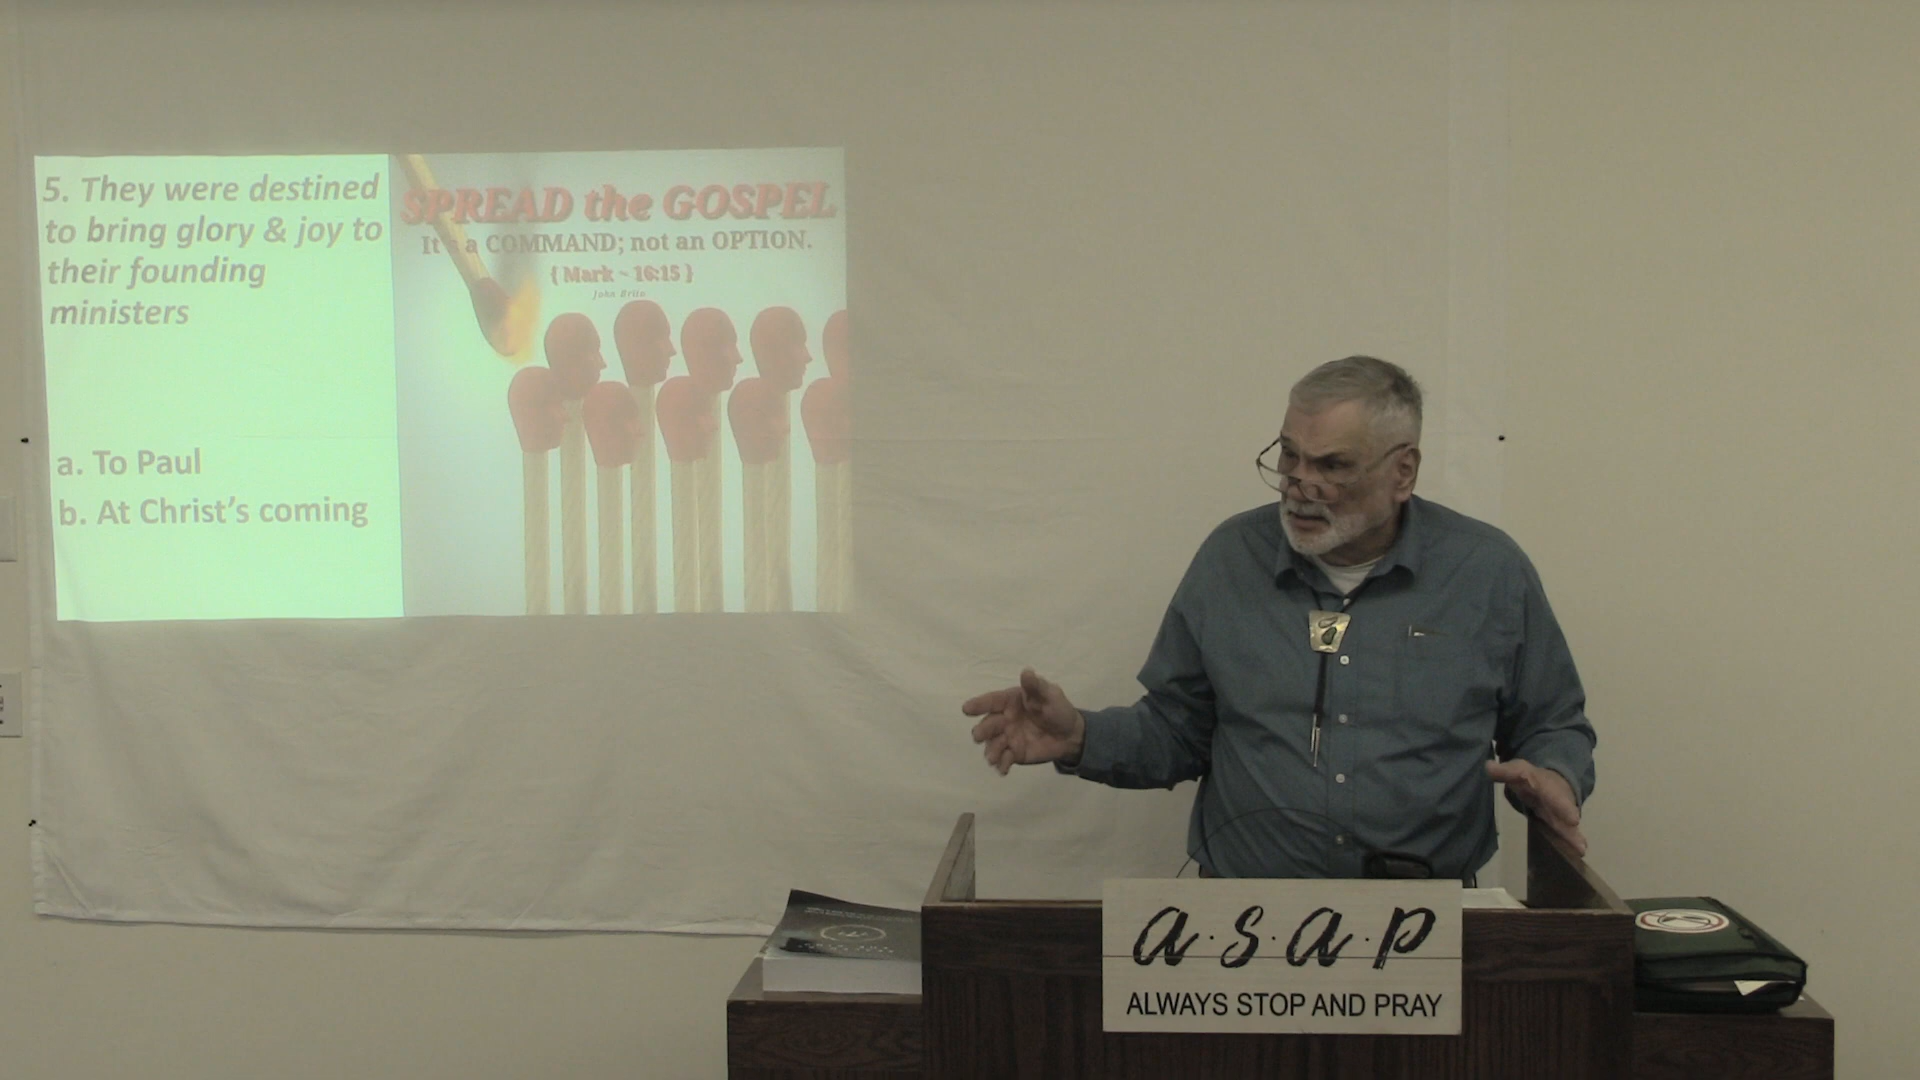 5. They were destined
to bring glory & joy to
their founding
ministers
a. To Paul
b. At Christ's coming
SPREAD the GOSPEL
It's a COMMAND; not an OPTION.
{ Mark ~ 16:15 }
a.s.a.p
ALWAYS STOP AND PRAY